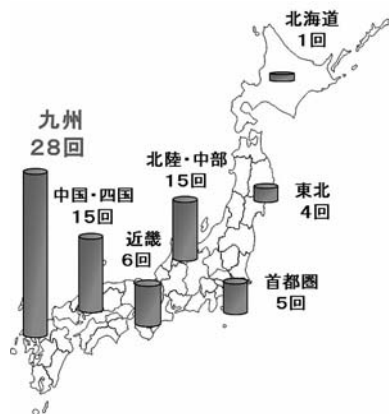 北海道
1回
九州
28回
北陸・中部
15回
中国・四国
15回
東北
4回
近畿
6回
首都圏
5回